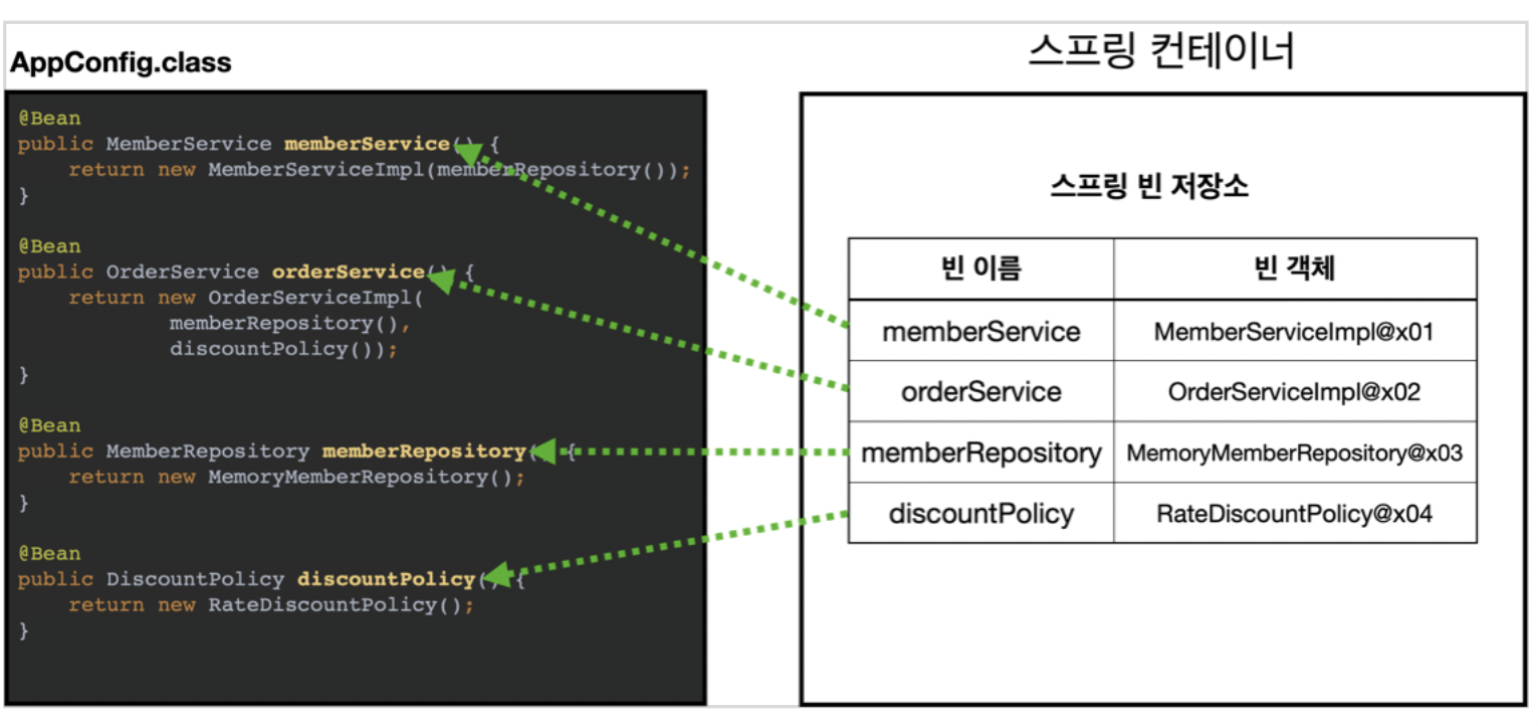 AppConfig.class
@Bean
public MemberService memberService() {
return new MemberServiceImpl(memberRepository());
}
@Bean
public OrderService orderService() {
return new OrderServiceImpl(
memberRepository(),
discountPolicy());
}
@Bean
public MemberRepository memberRepository() {
return new MemoryMemberRepository();
}
@Bean
public DiscountPolicy discountPolicy() {
return new RateDiscountPolicy();
}
스프링 컨테이너
스프링 빈 저장소
빈 이름 빈 객체
memberService MemberServiceImpl@x01
orderService OrderServiceImpl@x02
memberRepository MemoryMemberRepository@x03
discountPolicy RateDiscountPolicy@x04